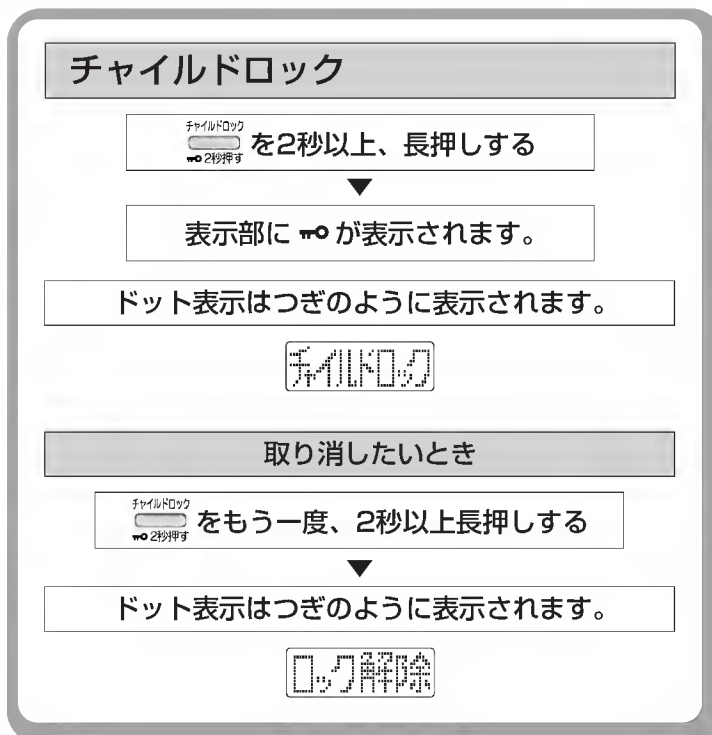 チャイルドロック
チャイルドロック
2秒押す
を2秒以上、長押しする
表示部に が表示されます。
ドット表示はつぎのように表示されます。
チャイルドロック
取り消したいとき
チャイルドロック
2秒押す
をもう一度、2秒以上長押しする
ドット表示はつぎのように表示されます。
ロック解除